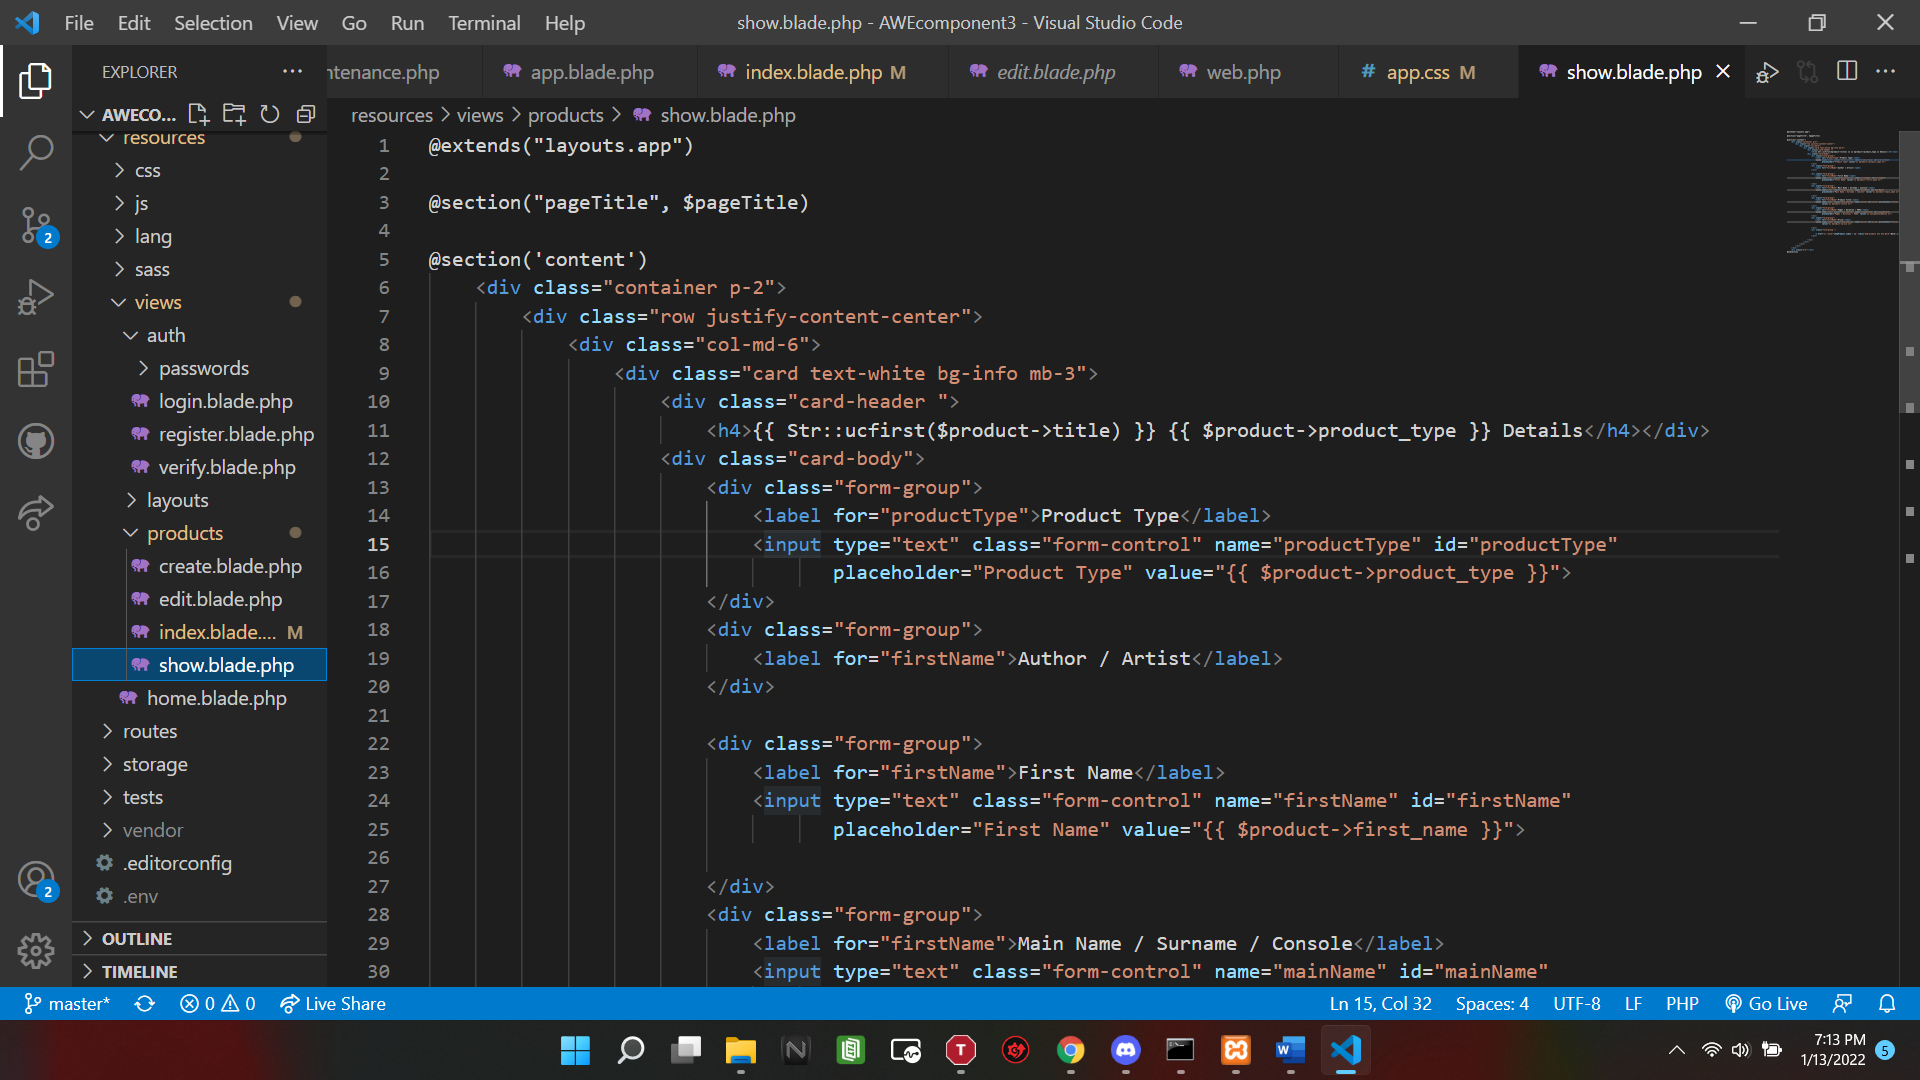 File Edit Selection View Go Run Terminal Help
show.blade.php - AWEcomponent3 - Visual Studio Code
EXPLORER
ntenance.php app.blade.php index.blade.php M edit.blade.php web.php # app.css M show.blade.php
AWECO...
resources > views > products > show.blade.php
resources
css
js
lang
sass
views
auth
passwords
login.blade.php
register.blade.php
verify.blade.php
layouts
products
create.blade.php
edit.blade.php
index.blade.... M
show.blade.php
home.blade.php
routes
storage
tests
vendor
.editorconfig
.env
OUTLINE
TIMELINE
2
2
1 @extends("layouts.app")
2
3 @section("pageTitle", $pageTitle)
4
5 @section('content')
6 <div class="container p-2">
7 <div class="row justify-content-center">
8 <div class="col-md-6">
9 <div class="card text-white bg-info mb-3">
10 <div class="card-header ">
11 <h4>{{ Str::ucfirst($product->title) }} {{ $product->product_type }} Details</h4></div>
12 <div class="card-body">
13 <div class="form-group">
14 <label for="productType">Product Type</label>
15 <input type="text" class="form-control" name="productType" id="productType"
16 placeholder="Product Type" value="{{ $product->product_type }}">
17 </div>
18 <div class="form-group">
19 <label for="firstName">Author / Artist</label>
20 </div>
21
22 <div class="form-group">
23 <label for="firstName">First Name</label>
24 <input type="text" class="form-control" name="firstName" id="firstName"
25 placeholder="First Name" value="{{ $product->first_name }}">
26
27 </div>
28 <div class="form-group">
29 <label for="firstName">Main Name / Surname / Console</label>
30 <input type="text" class="form-control" name="mainName" id="mainName"
master* 0 0 Live Share Ln 15, Col 32 Spaces: 4 UTF-8 LF PHP Go Live
7:13 PM
1/13/2022
5